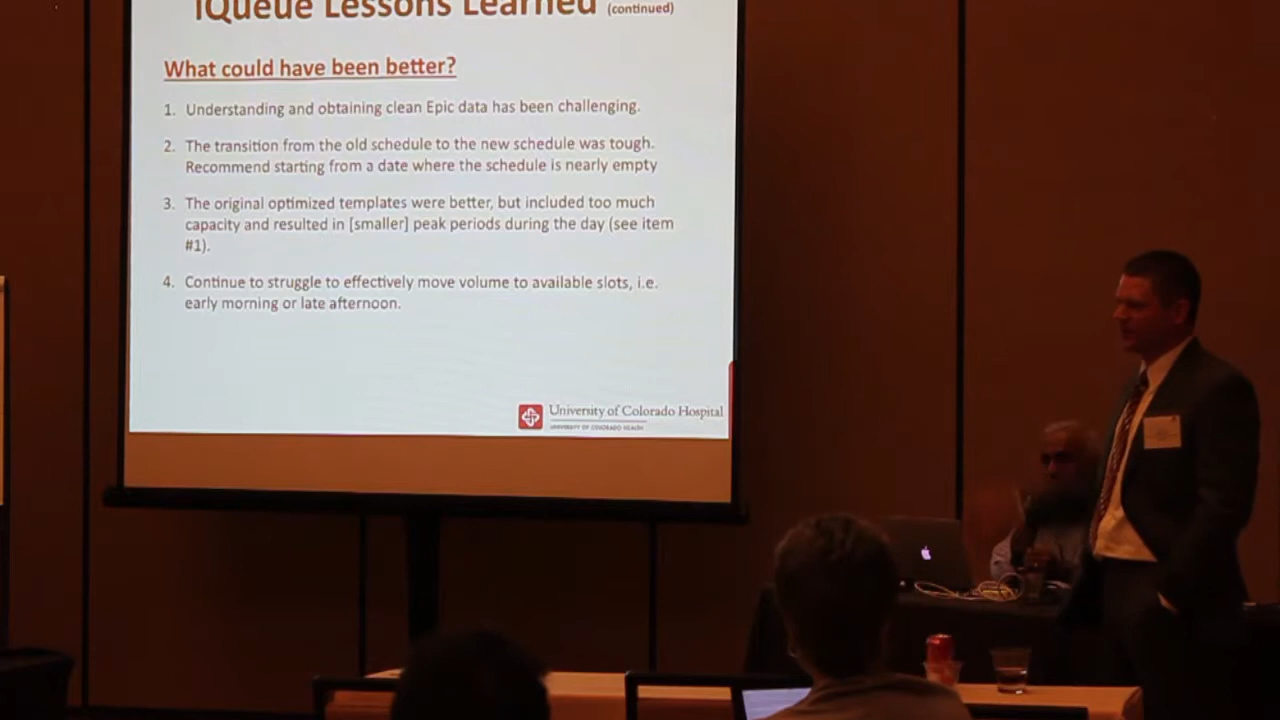 iQueue Lessons Learned (continued)
What could have been better?
1. Understanding and obtaining clean Epic data has been challenging.
2. The transition from the old schedule to the new schedule was tough.
Recommend starting from a date where the schedule is nearly empty
3. The original optimized templates were better, but included too much
capacity and resulted in [smaller] peak periods during the day (see item
#1).
4. Continue to struggle to effectively move volume to available slots, i.e.
early morning or late afternoon.
University of Colorado Hospital
UNIVERSITY OF COLORADO HEALTH